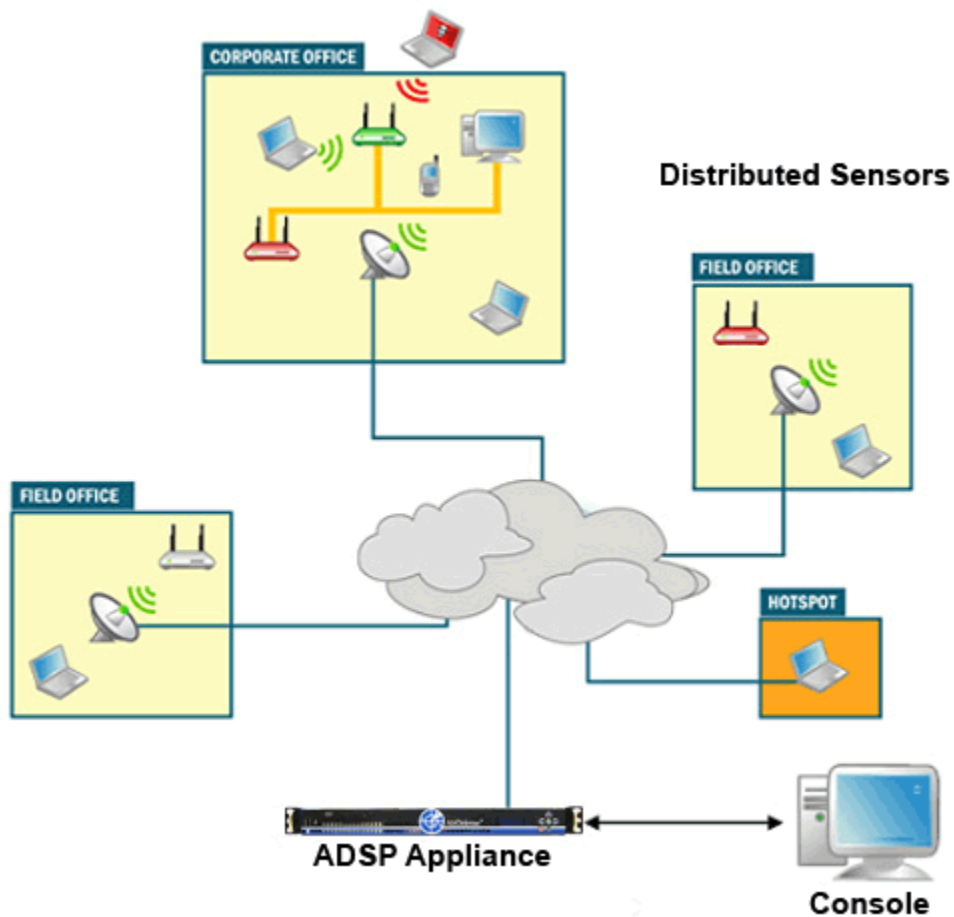 CORPORATE OFFICE
Distributed Sensors
FIELD OFFICE
FIELD OFFICE
HOTSPOT
ADSP Appliance
Console